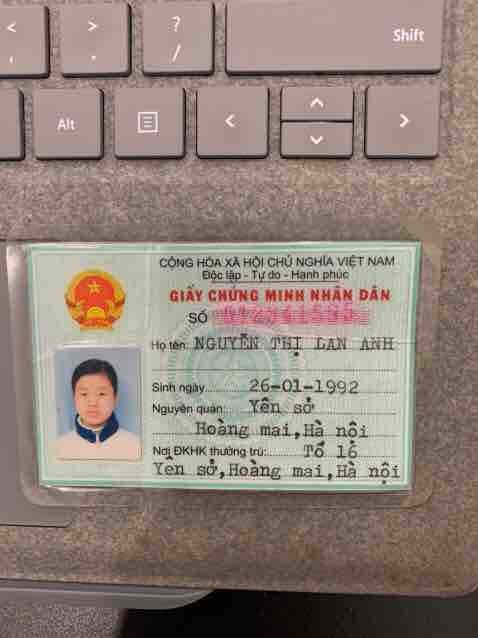 < > ?
, . / Shift
Alt
CỘNG HÒA XÃ HỘI CHỦ NGHĨA VIỆT NAM
Độc lập - Tự do - Hạnh phúc
GIẤY CHỨNG MINH NHÂN DÂN
SỐ
Họ tên: NGUYỄN THỊ LAN ANH
Sinh ngày 26-01-1992
Nguyên quán: Yên sở
Hoàng mai,Hà nội
Nơi ĐKHK thường trú: Tổ 16
Yên sở,Hoàng mai,Hà nội